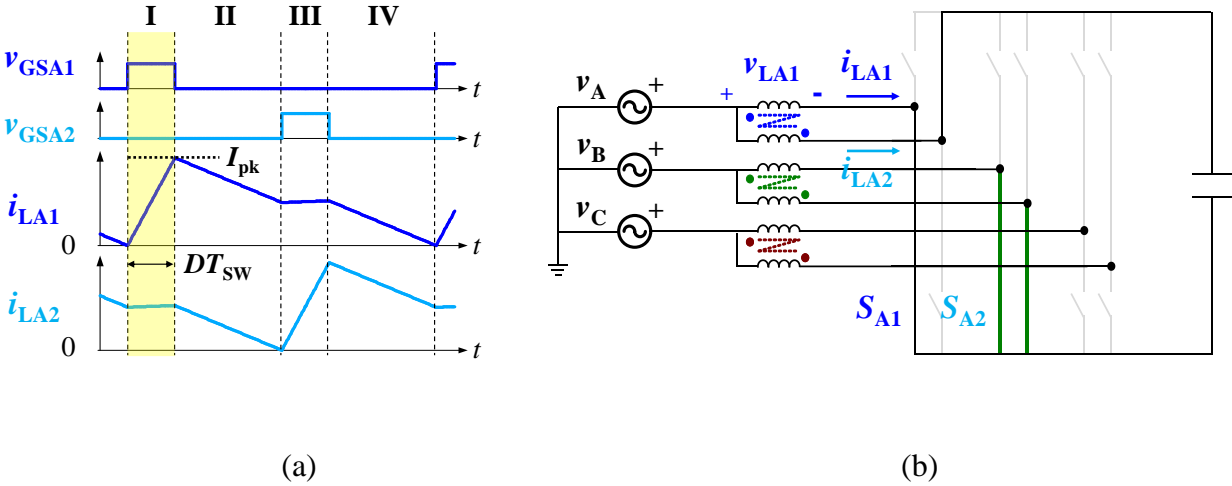 I II III IV
vGSA1 t
vGSA2 t
Ipk
iLA1
0 t
DTSW
iLA2
0 t
(a)
vA + + vLA1 - iLA1
vB + iLA2
vC +
SA1 SA2
(b)